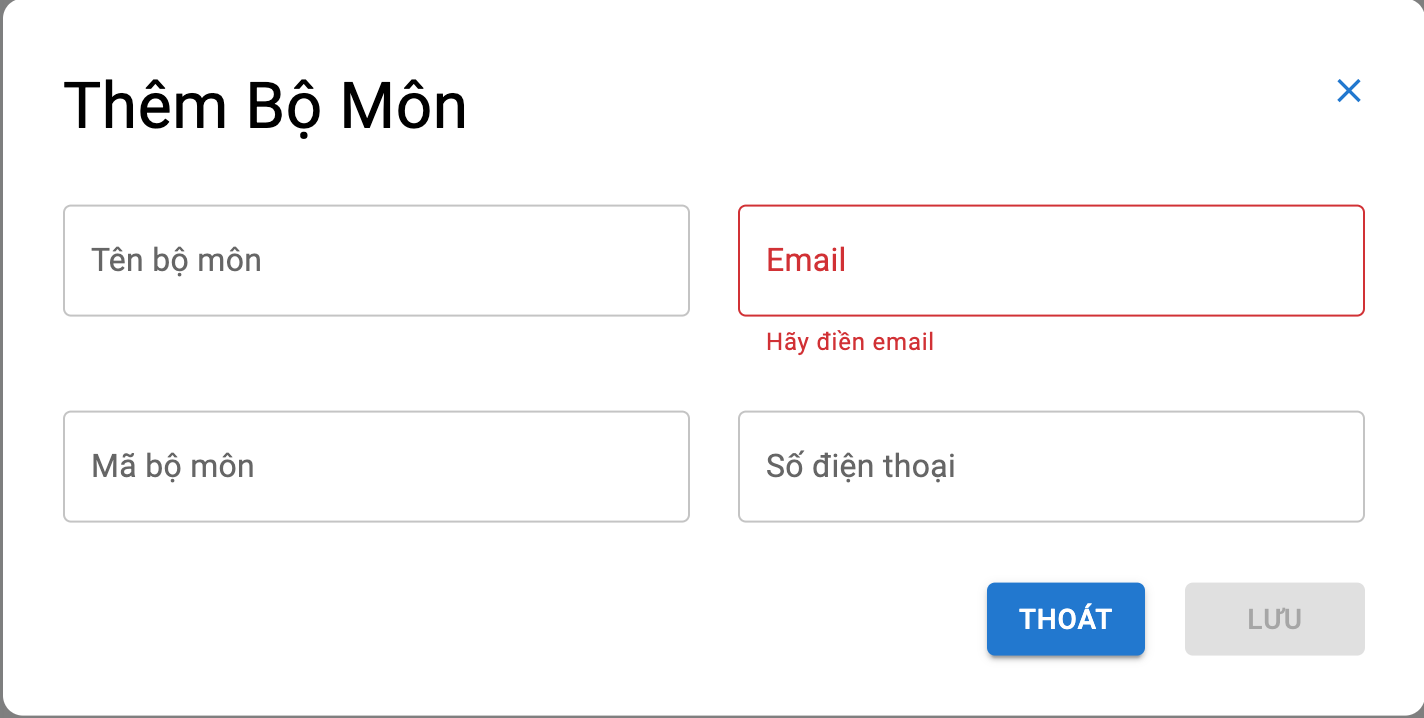 Thêm Bộ Môn
Tên bộ môn
Email
Hãy điền email
Mã bộ môn
Số điện thoại
THOÁT
LƯU